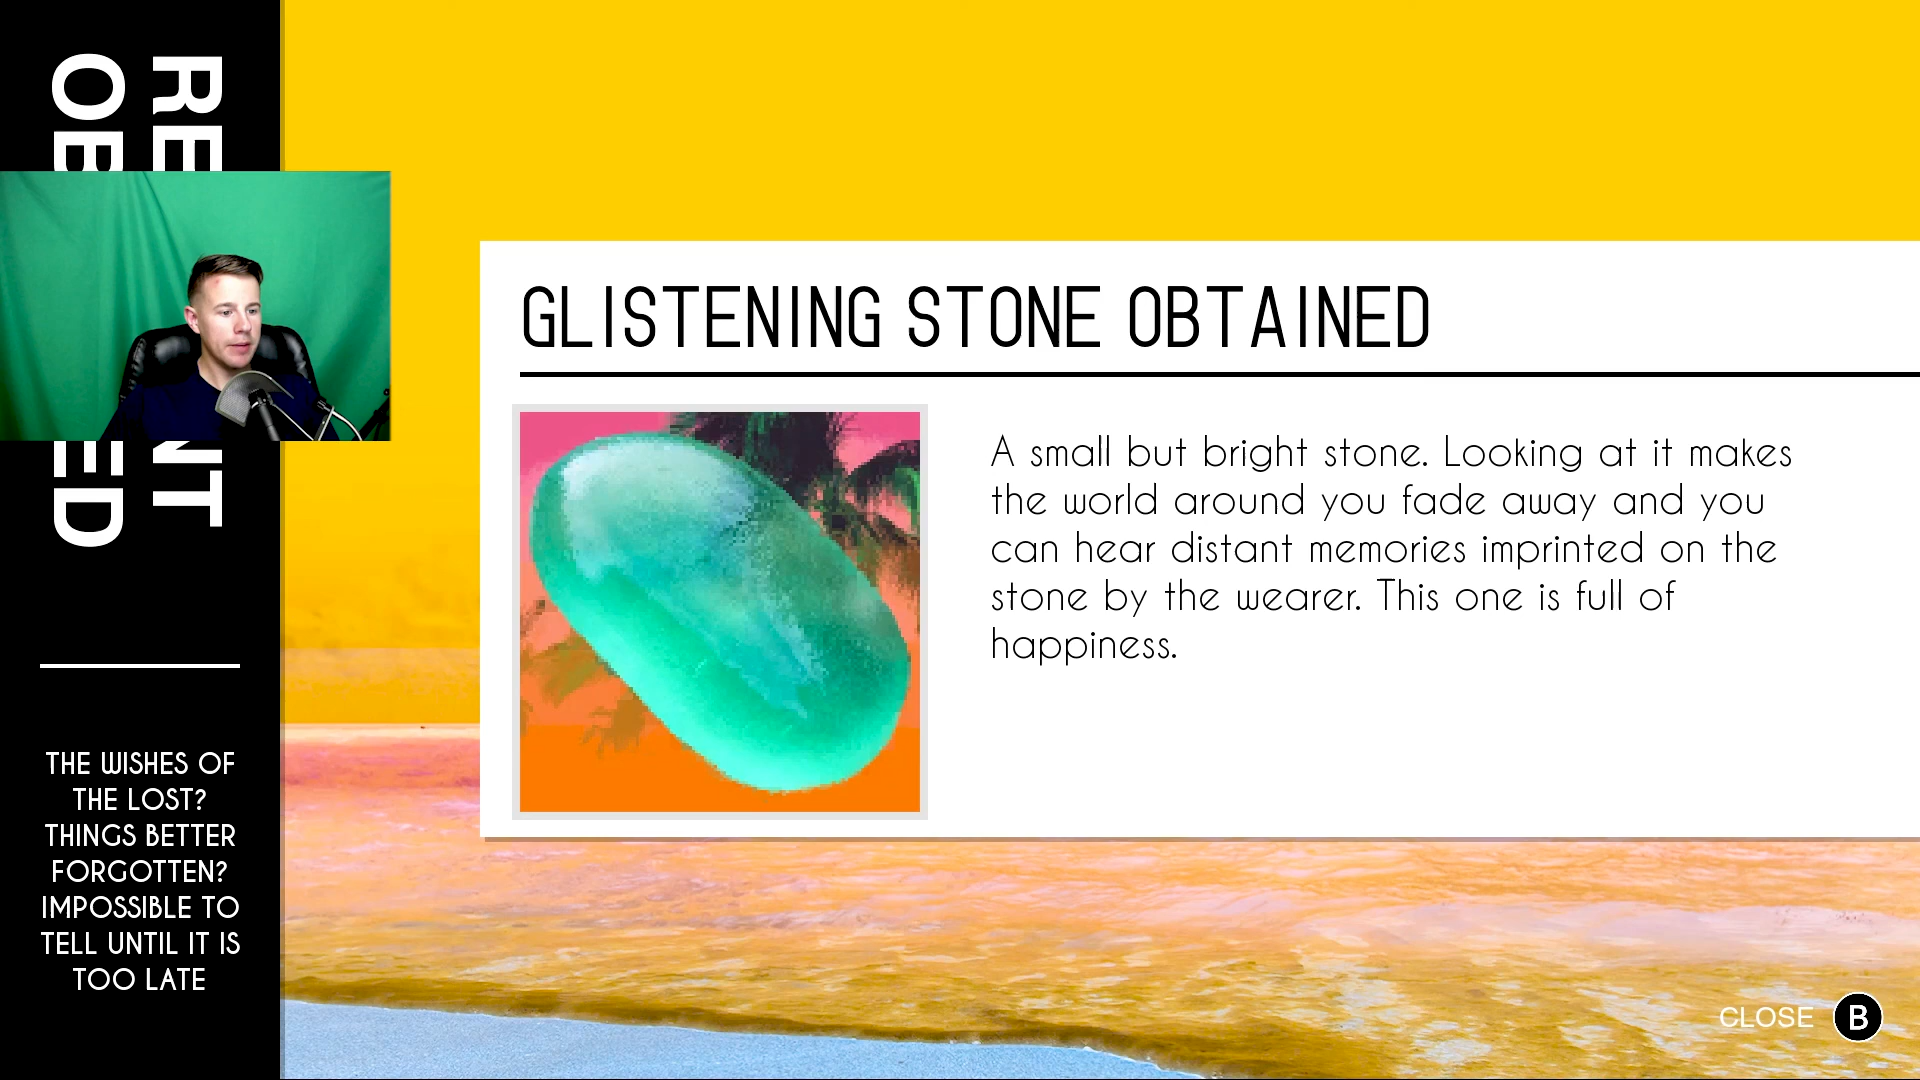 GLISTENING STONE OBTAINED
A small but bright stone. Looking at it makes
the world around you fade away and you
can hear distant memories imprinted on the
stone by the wearer. This one is full of
happiness.
THE WISHES OF
THE LOST?
THINGS BETTER
FORGOTTEN?
IMPOSSIBLE TO
TELL UNTIL IT IS
TOO LATE
CLOSE B